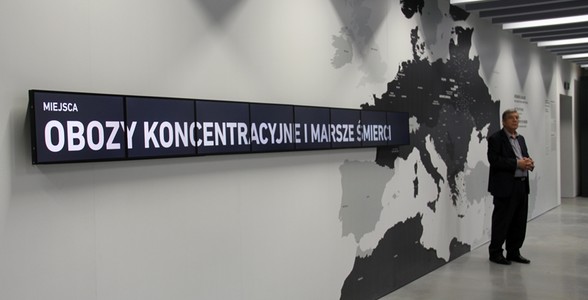 MIEJSCA
OBOZY KONCENTRACYJNE I MARSZE ŚMIERCI